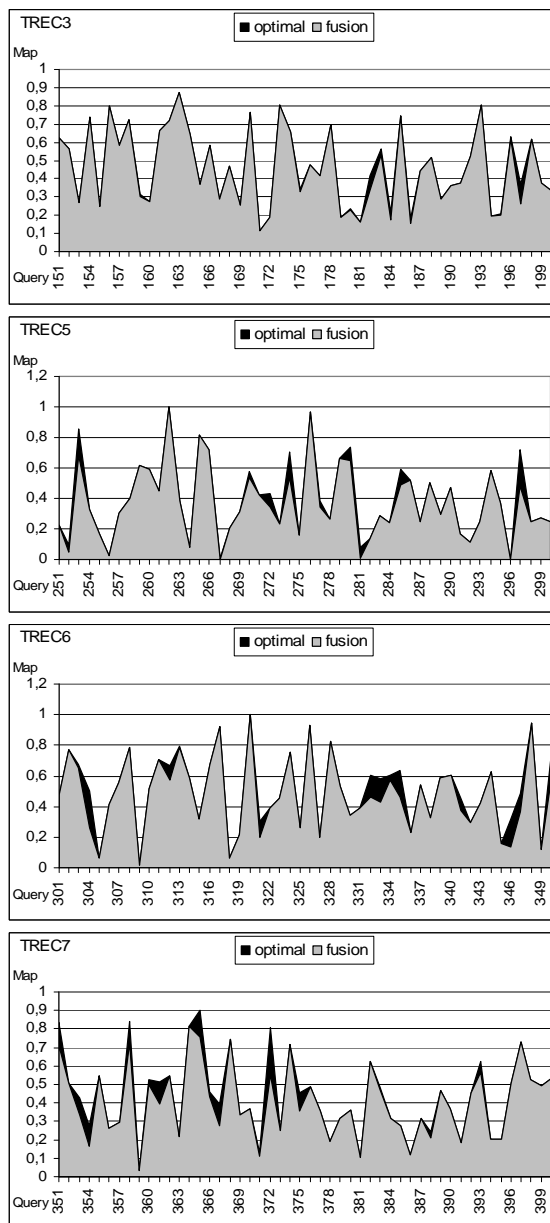 TREC3
■ optimal ■ fusion
Map
1
0,9
0,8
0,7
0,6
0,5
0,4
0,3
0,2
0,1
0
Query
151 154 157 160 163 166 169 172 175 178 181 184 187 190 193 196 199
TREC5
■ optimal ■ fusion
Map
1,2
1
0,8
0,6
0,4
0,2
0
Query
251 254 257 260 263 266 269 272 275 278 281 284 287 290 293 296 299
TREC6
■ optimal ■ fusion
Map
1,2
1
0,8
0,6
0,4
0,2
0
Query
301 304 307 310 313 316 319 322 325 328 331 334 337 340 343 346 349
TREC7
■ optimal ■ fusion
Map
1
0,9
0,8
0,7
0,6
0,5
0,4
0,3
0,2
0,1
0
Query
351 354 357 360 363 366 369 372 375 378 381 384 387 390 393 396 399